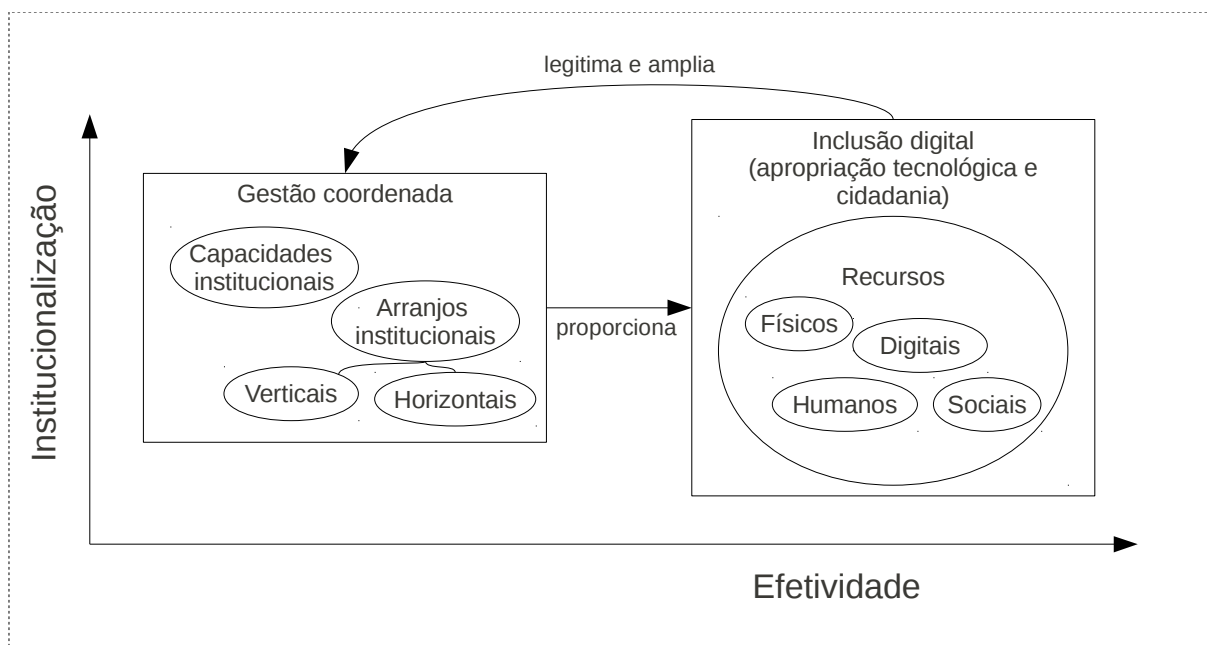 legitima e amplia
Institucionalização
Gestão coordenada
Capacidades
institucionais
Arranjos
institucionais
Verticais
Horizontais
proporciona
Inclusão digital
(apropriação tecnológica e
cidadania)
Recursos
Físicos
Digitais
Humanos
Sociais
Efetividade